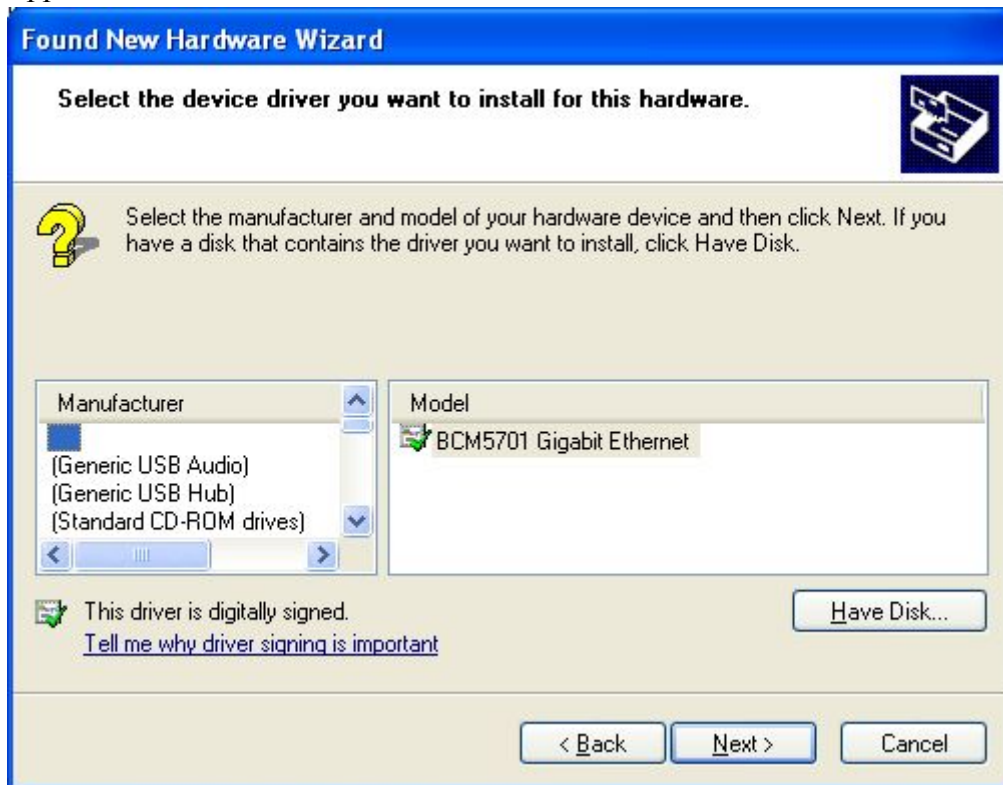 Found New Hardware Wizard
Select the device driver you want to install for this hardware.
Select the manufacturer and model of your hardware device and then click Next. If you
have a disk that contains the driver you want to install, click Have Disk.
Manufacturer
(Generic USB Audio)
(Generic USB Hub)
(Standard CD-ROM drives)
Model
BCM5701 Gigabit Ethernet
This driver is digitally signed.
Tell me why driver signing is important
Have Disk...
< Back
Next >
Cancel